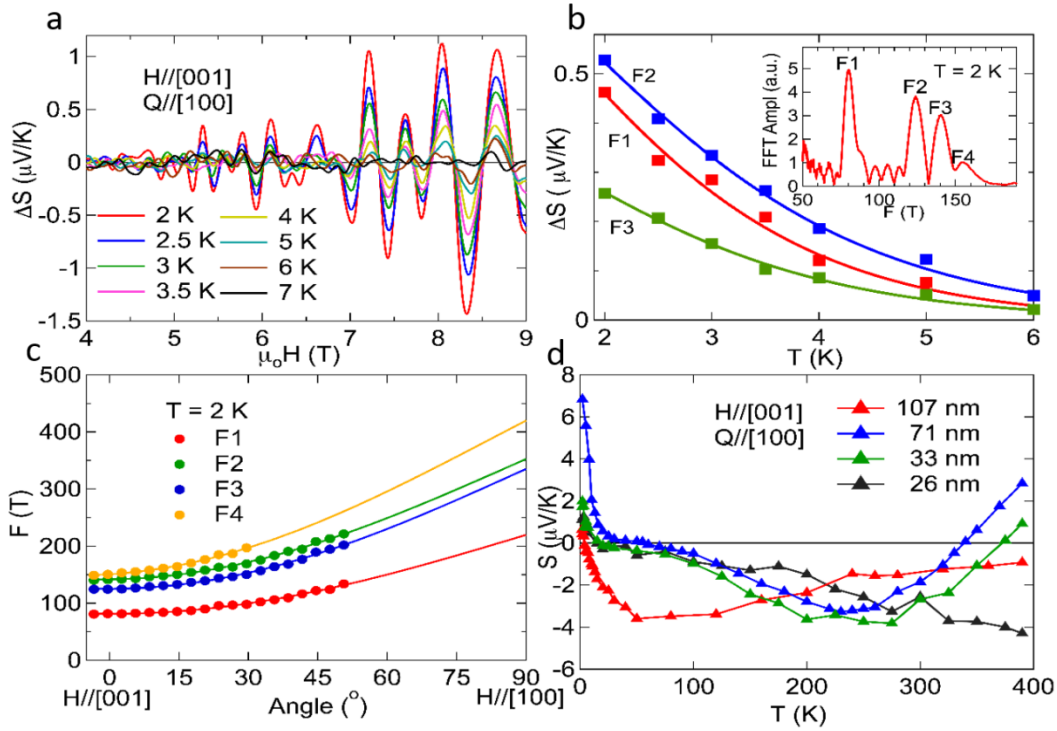 a
ΔS (μV/K)
1
0.5
0
-0.5
-1
-1.5
H//[001]
Q//[100]
2 K
2.5 K
3 K
3.5 K
4 K
5 K
6 K
7 K
4 5 6 7 8 9
μ₀H (T)
b
ΔS ( μV/K)
0.5
0
F2
F1
F3
2 3 4 5 6
T (K)
FFT Ampl (a.u.)
5
4
3
2
1
0
F1
T = 2 K
F2
F3
F4
50 100 150
F (T)
c
F (T)
500
400
300
200
100
0
T = 2 K
F1
F2
F3
F4
0 15 30 45 60 75 90
H//[001] Angle (°) H//[100]
d
S (μV/K)
8
6
4
2
0
-2
-4
-6
H//[001]
Q//[100]
107 nm
71 nm
33 nm
26 nm
0 100 200 300 400
T (K)